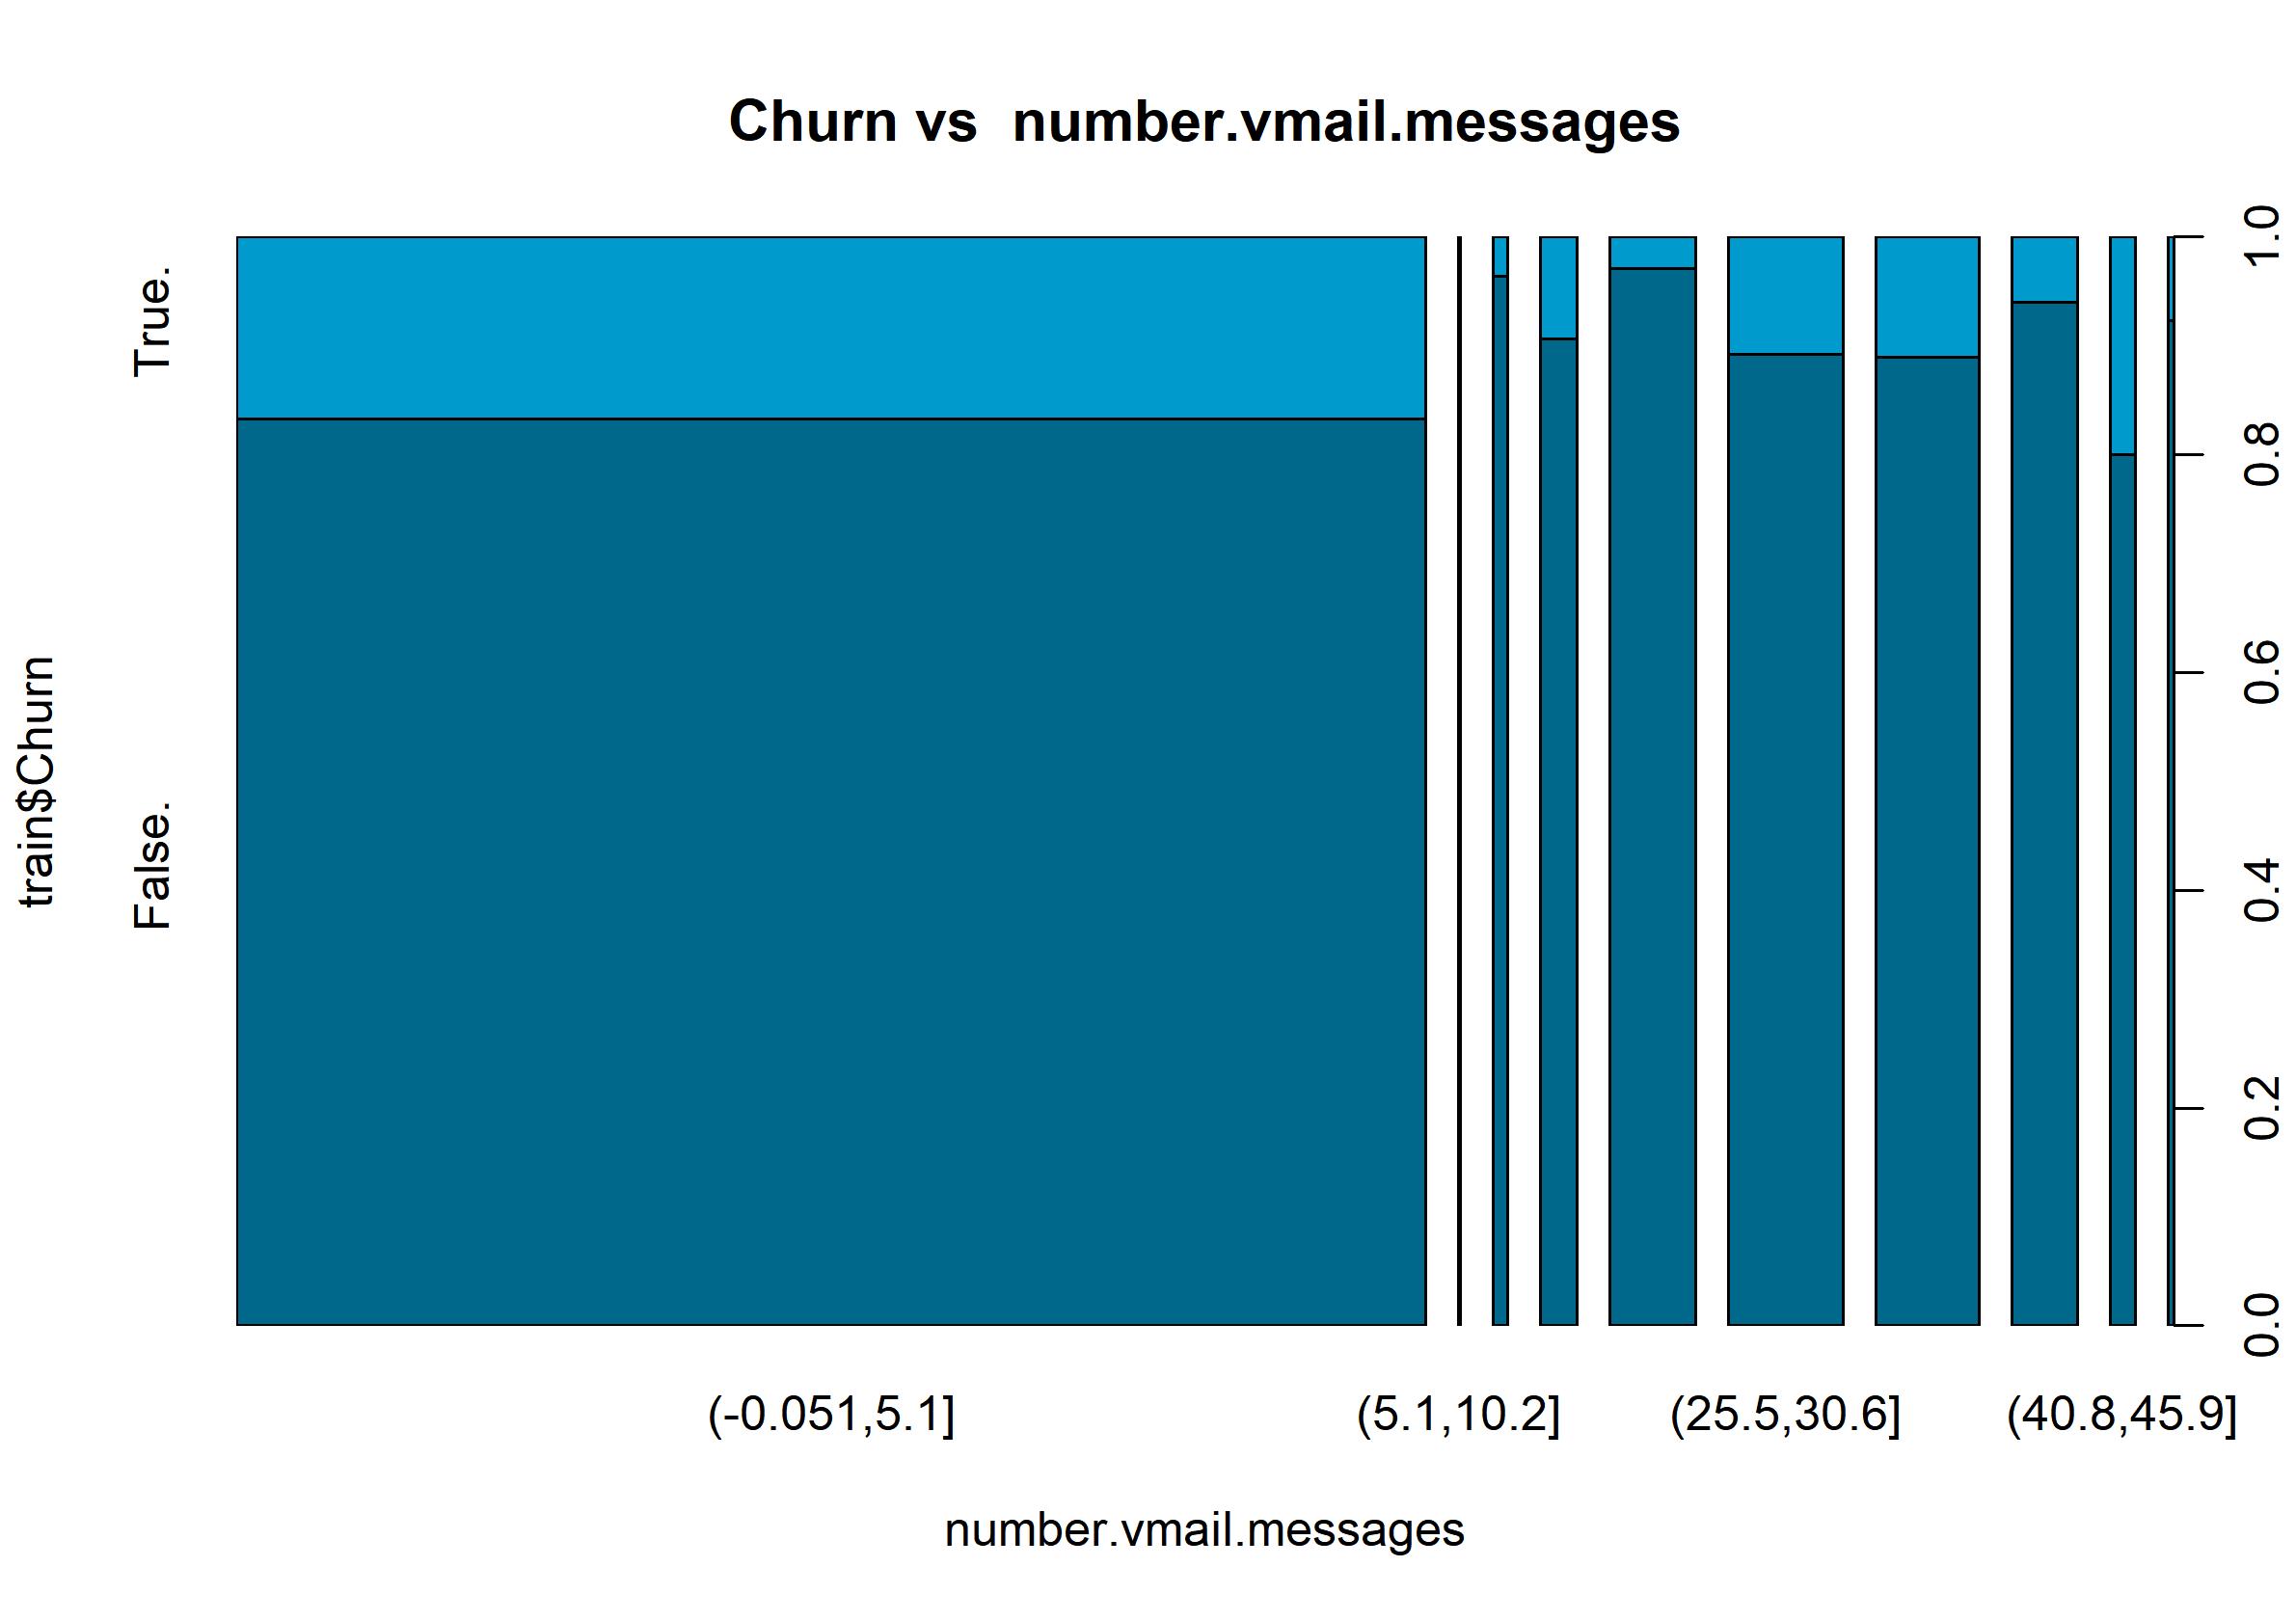 Churn vs  number.vmail.messages
train$Churn
True.
False.
1.0
0.8
0.6
0.4
0.2
0.0
(-0.051,5.1]
(5.1,10.2]
(25.5,30.6]
(40.8,45.9]
number.vmail.messages